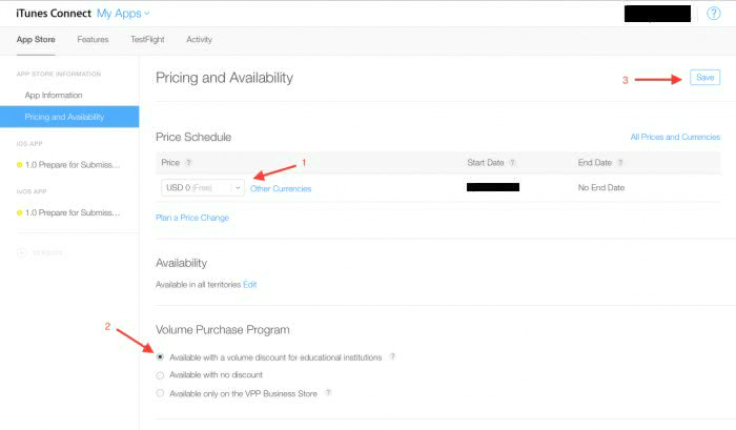 iTunes Connect My Apps
?
App Store Features TestFlight Activity
APP STORE INFORMATION
App Information
Pricing and Availability
iOS APP
1.0 Prepare for Submiss...
tvOS APP
1.0 Prepare for Submiss...
VERSION
Pricing and Availability
3
Save
Price Schedule
All Prices and Currencies
Price ? Start Date ? End Date ?
1
USD 0 (Free) Other Currencies No End Date
Plan a Price Change
Availability
Available in all territories Edit
2
Volume Purchase Program
Available with a volume discount for educational institutions ?
Available with no discount
Available only on the VPP Business Store ?